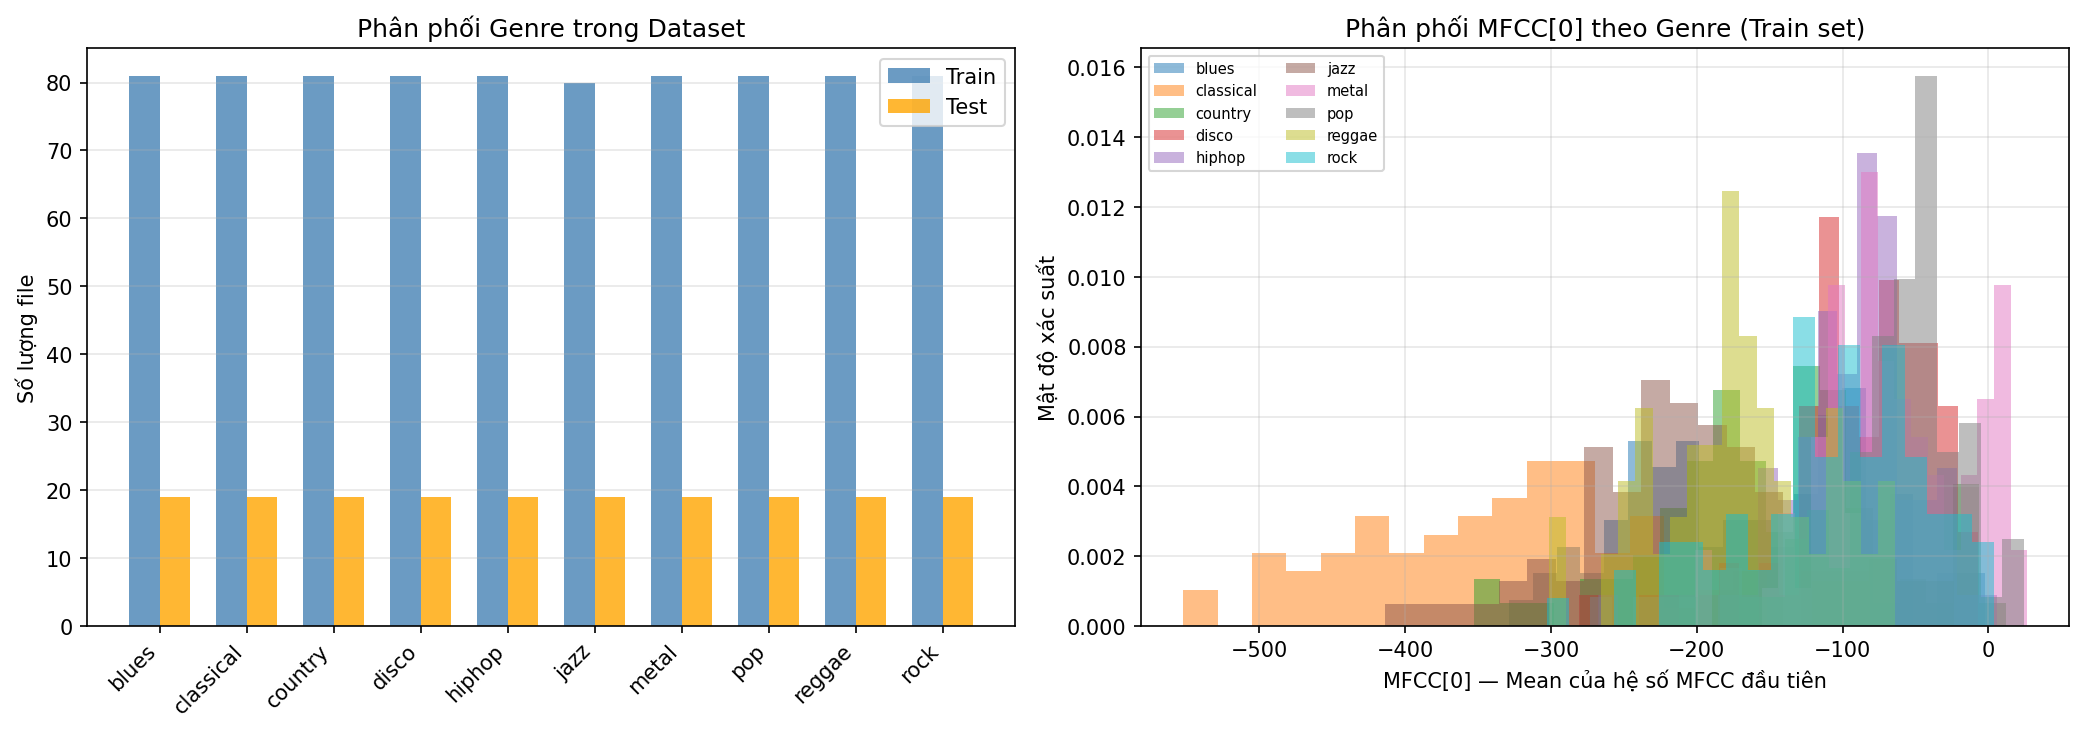 Phân phối Genre trong Dataset
Số lượng file
80
70
60
50
40
30
20
10
0
Train
Test
blues
classical
country
disco
hiphop
jazz
metal
pop
reggae
rock
Phân phối MFCC[0] theo Genre (Train set)
Mật độ xác suất
0.016
0.014
0.012
0.010
0.008
0.006
0.004
0.002
0.000
blues
classical
country
disco
hiphop
jazz
metal
pop
reggae
rock
−500
−400
−300
−200
−100
0
MFCC[0] — Mean của hệ số MFCC đầu tiên